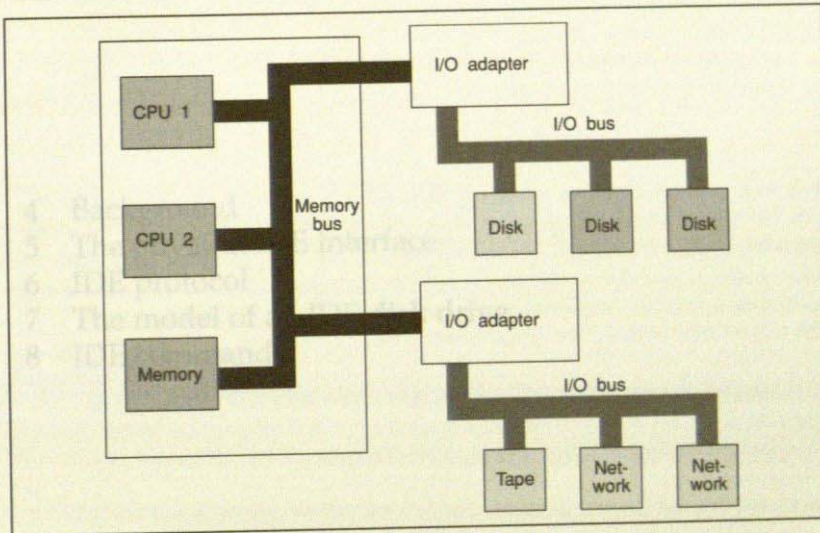 I/O adapter
CPU 1
I/O bus
Memory
bus
Disk
Disk
Disk
CPU 2
4 Background
5 The interface
6 IDE protocol
7 The model of
8 IDE command
I/O adapter
Memory
I/O bus
Tape
Net-
work
Net-
work